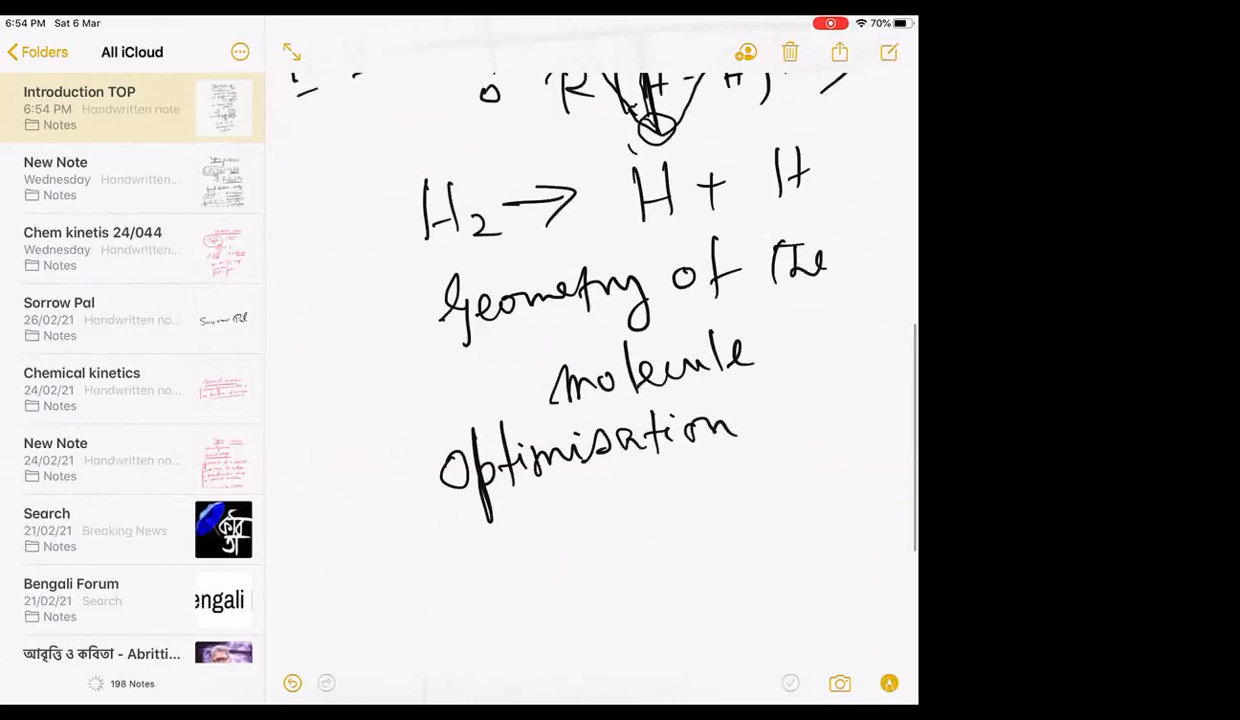 6:54 PM Sat 6 Mar
70%
Folders
All iCloud
Introduction TOP
6:54 PM Handwritten note
Notes
New Note
Wednesday Handwritten...
Notes
Chem kinetis 24/044
Wednesday Handwritten...
Notes
Sorrow Pal
26/02/21 Handwritten no...
Notes
Chemical kinetics
24/02/21 Handwritten no...
Notes
New Note
24/02/21 Handwritten no...
Notes
Search
21/02/21 Breaking News
Notes
Bengali Forum
21/02/21 Search
Notes
engali
আবৃত্তি ও কবিতা - Abritti...
198 Notes
R (H - H)
H2 → H + H
Geometry of the
molecule
Optimisation